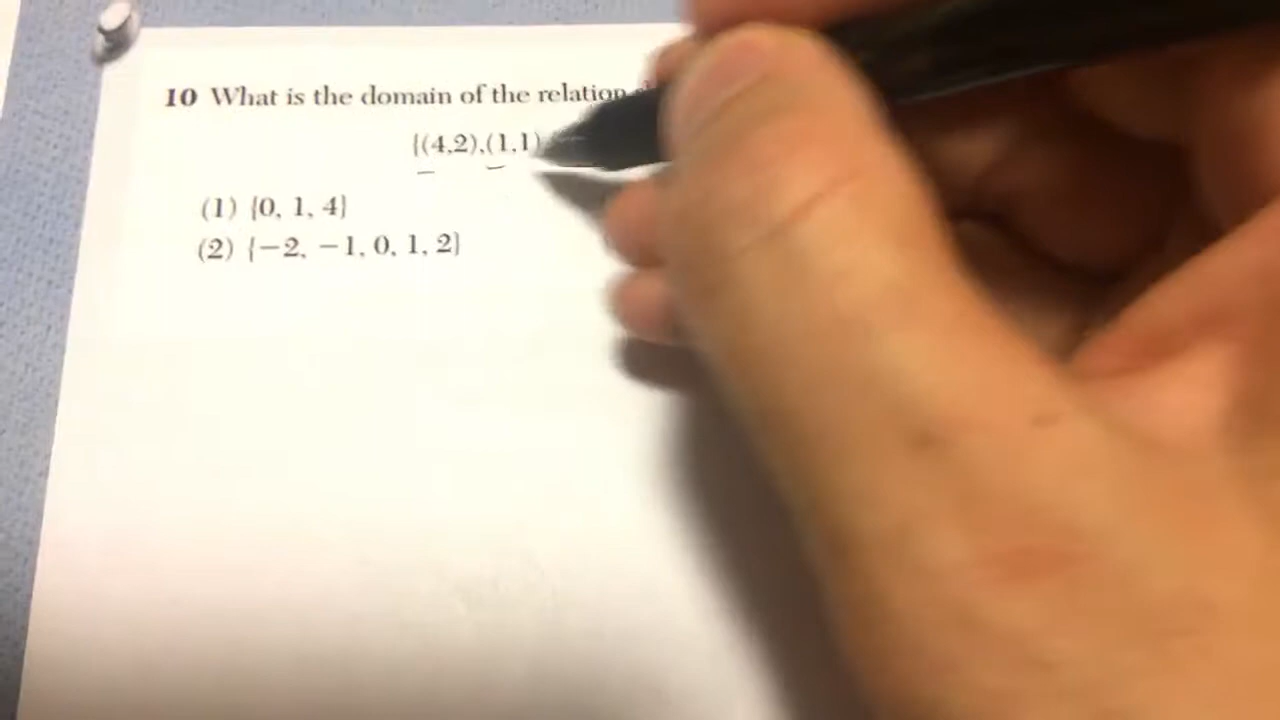 10 What is the domain of the relation
{(4,2),(1,1)
(1) {0, 1, 4}
(2) {−2, −1, 0, 1, 2}